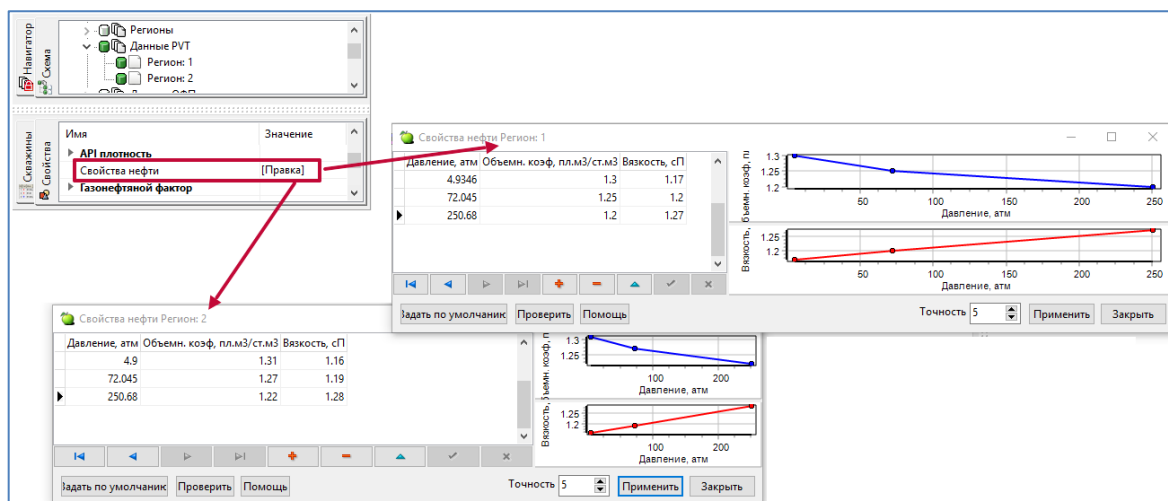 Навигатор
Схема
Регионы
Данные PVT
Регион: 1
Регион: 2
Скважины
Свойства
Имя Значение
API плотность
Свойства нефти [Правка]
Газонефтяной фактор
Свойства нефти Регион: 1
Давление, атм Объемн. коэф, пл.м3/ст.м3 Вязкость, сП
4.9346 1.3 1.17
72.045 1.25 1.2
250.68 1.2 1.27
бъемн. коэф, пл
1.3
1.25
1.2
50 100 150 200 250
Давление, атм
Вязкость,
1.25
1.2
50 100 150 200 250
Давление, атм
Задать по умолчанию Проверить Помощь
Точность 5 Применить Закрыть
Свойства нефти Регион: 2
Давление, атм Объемн. коэф, пл.м3/ст.м3 Вязкость, сП
4.9 1.31 1.16
72.045 1.27 1.19
250.68 1.22 1.28
ъемн. коэф,
1.3
1.25
100 200
Давление, атм
Вязкость,
1.25
1.2
100 200
Давление, атм
Задать по умолчанию Проверить Помощь
Точность 5 Применить Закрыть